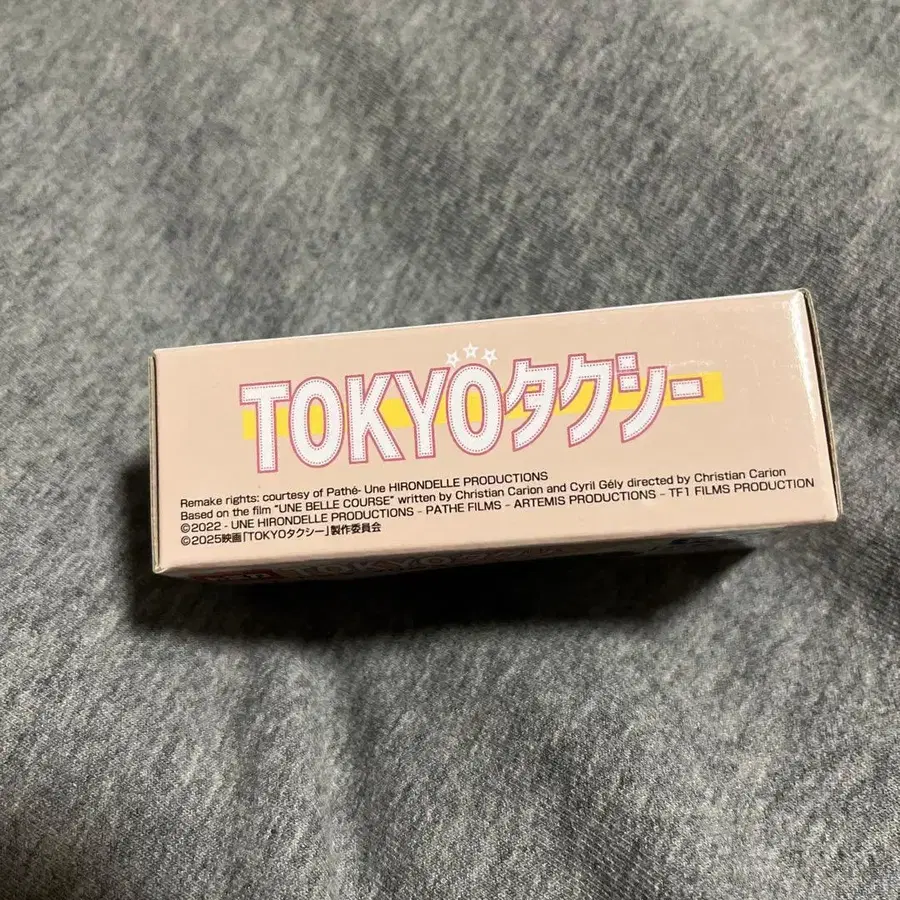 TOKYOタクシー
Remake rights: courtesy of Pathé- Une HIRONDELLE PRODUCTIONS
Based on the film "UNE BELLE COURSE" written by Christian Carion and Cyril Gély directed by Christian Carion
©2022 - UNE HIRONDELLE PRODUCTIONS - PATHE FILMS - ARTEMIS PRODUCTIONS - TF1 FILMS PRODUCTION
©2025映画「TOKYOタクシー」製作委員会